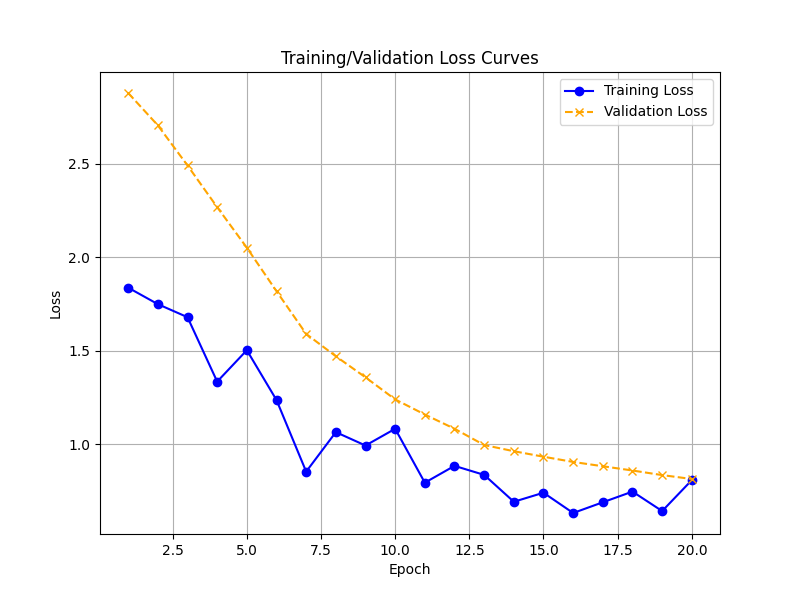 Training/Validation Loss Curves
Training Loss
Validation Loss
2.5
2.0
1.5
1.0
Loss
2.5 5.0 7.5 10.0 12.5 15.0 17.5 20.0
Epoch